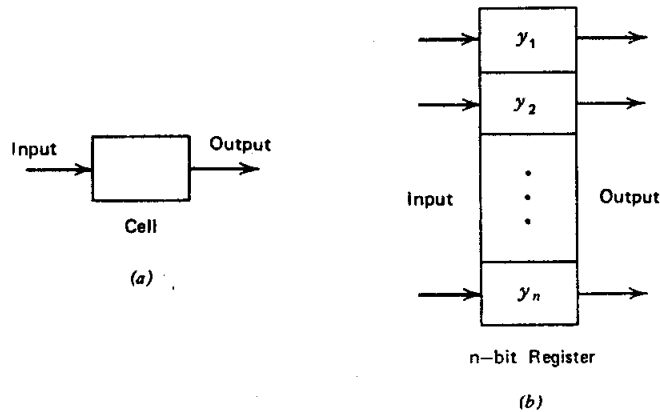 Input
Output
Cell
(a)
y₁
y₂
Input
Output
yₙ
n-bit Register
(b)